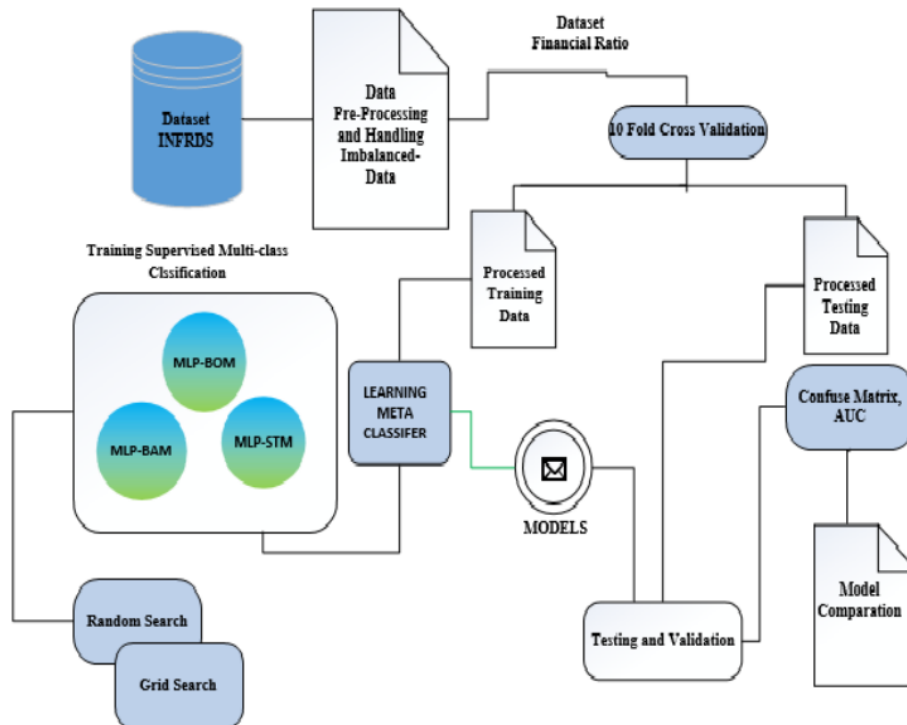 Dataset
INFRDS
Data
Pre-Processing
and Handling
Imbalanced-
Data
Dataset
Financial Ratio
10 Fold Cross Validation
Training Supervised Multi-class
Clssification
MLP-BOM
MLP-BAM
MLP-STM
Processed
Training
Data
Processed
Testing
Data
LEARNING
META
CLASSIFER
MODELS
Confuse Matrix,
AUC
Random Search
Grid Search
Testing and Validation
Model
Comparation